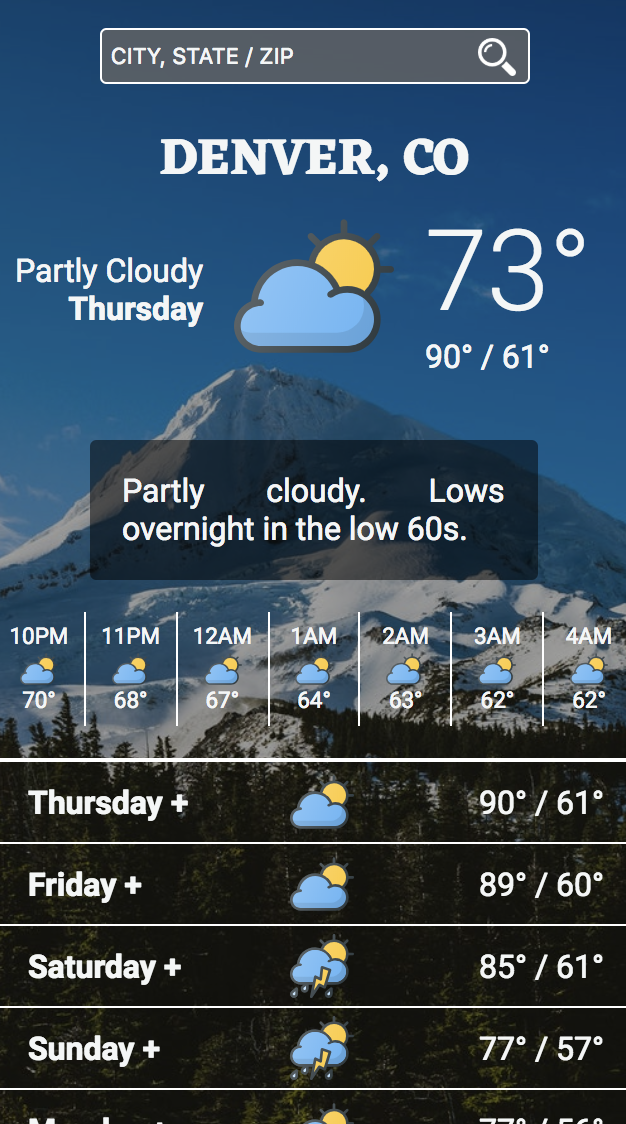 CITY, STATE / ZIP
DENVER, CO
Partly Cloudy
Thursday
73°
90° / 61°
Partly cloudy. Lows
overnight in the low 60s.
10PM 11PM 12AM 1AM 2AM 3AM 4AM
70° 68° 67° 64° 63° 62° 62°
Thursday + 90° / 61°
Friday + 89° / 60°
Saturday + 85° / 61°
Sunday + 77° / 57°